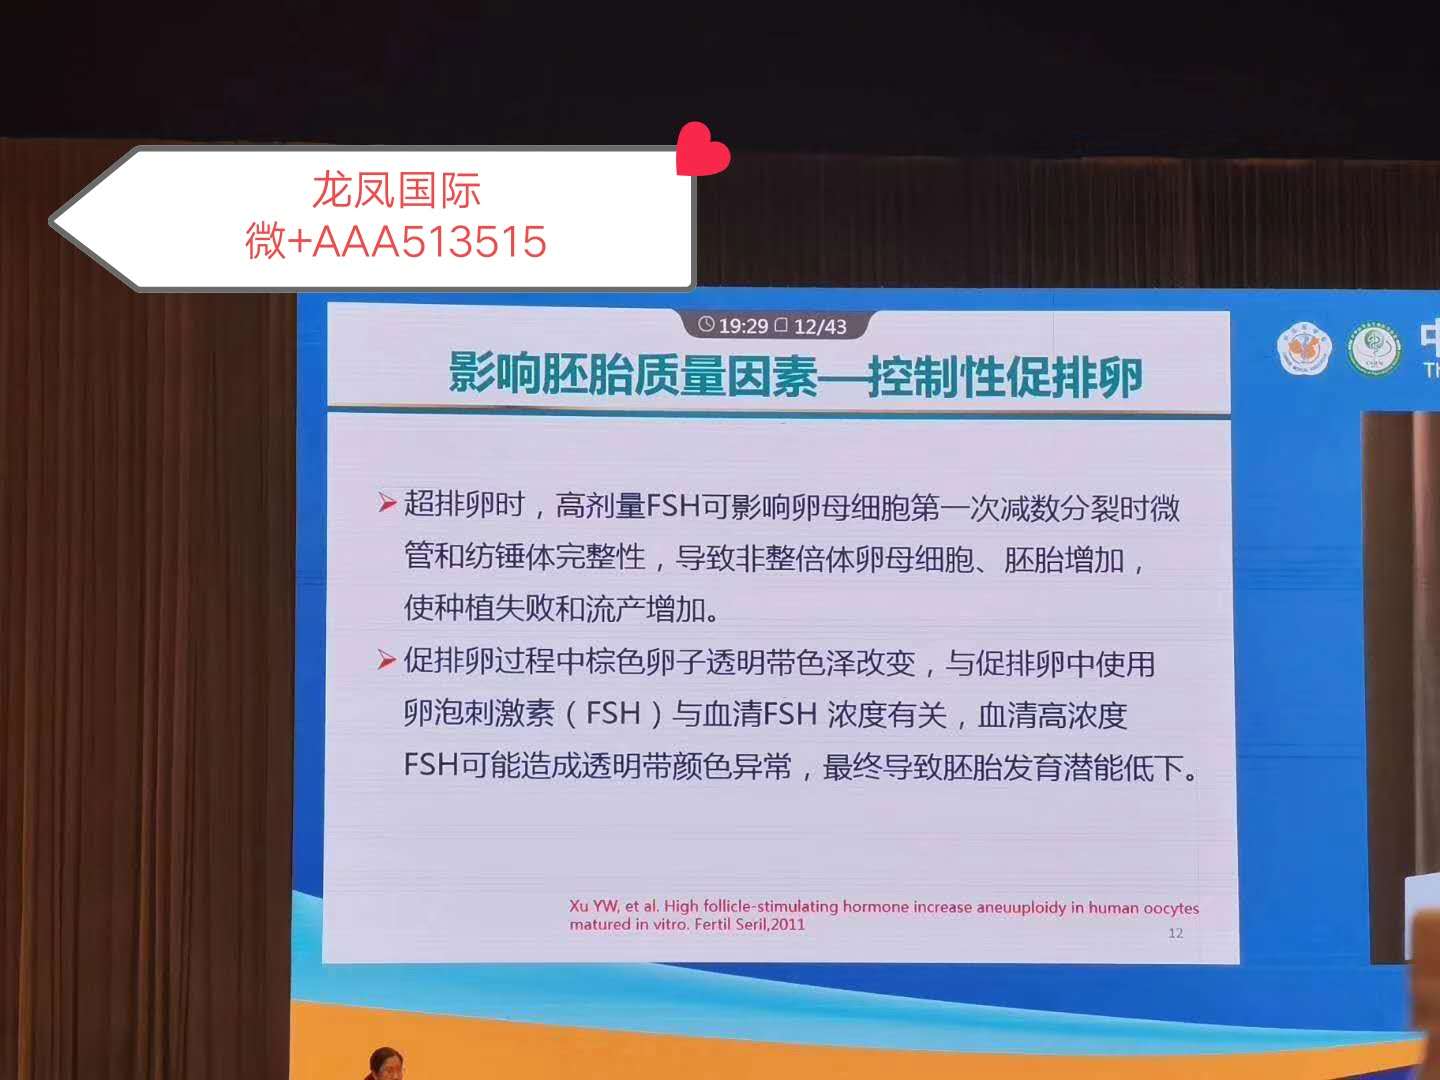 龙凤国际
微+AAA513515
19:29 12/43
影响胚胎质量因素—控制性促排卵
超排卵时，高剂量FSH可影响卵母细胞第一次减数分裂时微
管和纺锤体完整性，导致非整倍体卵母细胞、胚胎增加，
使种植失败和流产增加。
促排卵过程中棕色卵子透明带色泽改变，与促排卵中使用
卵泡刺激素（FSH）与血清FSH 浓度有关，血清高浓度
FSH可能造成透明带颜色异常，最终导致胚胎发育潜能低下。
Xu YW, et al. High follicle-stimulating hormone increase aneuuploidy in human oocytes
matured in vitro. Fertil Seril,2011
12
中
TH